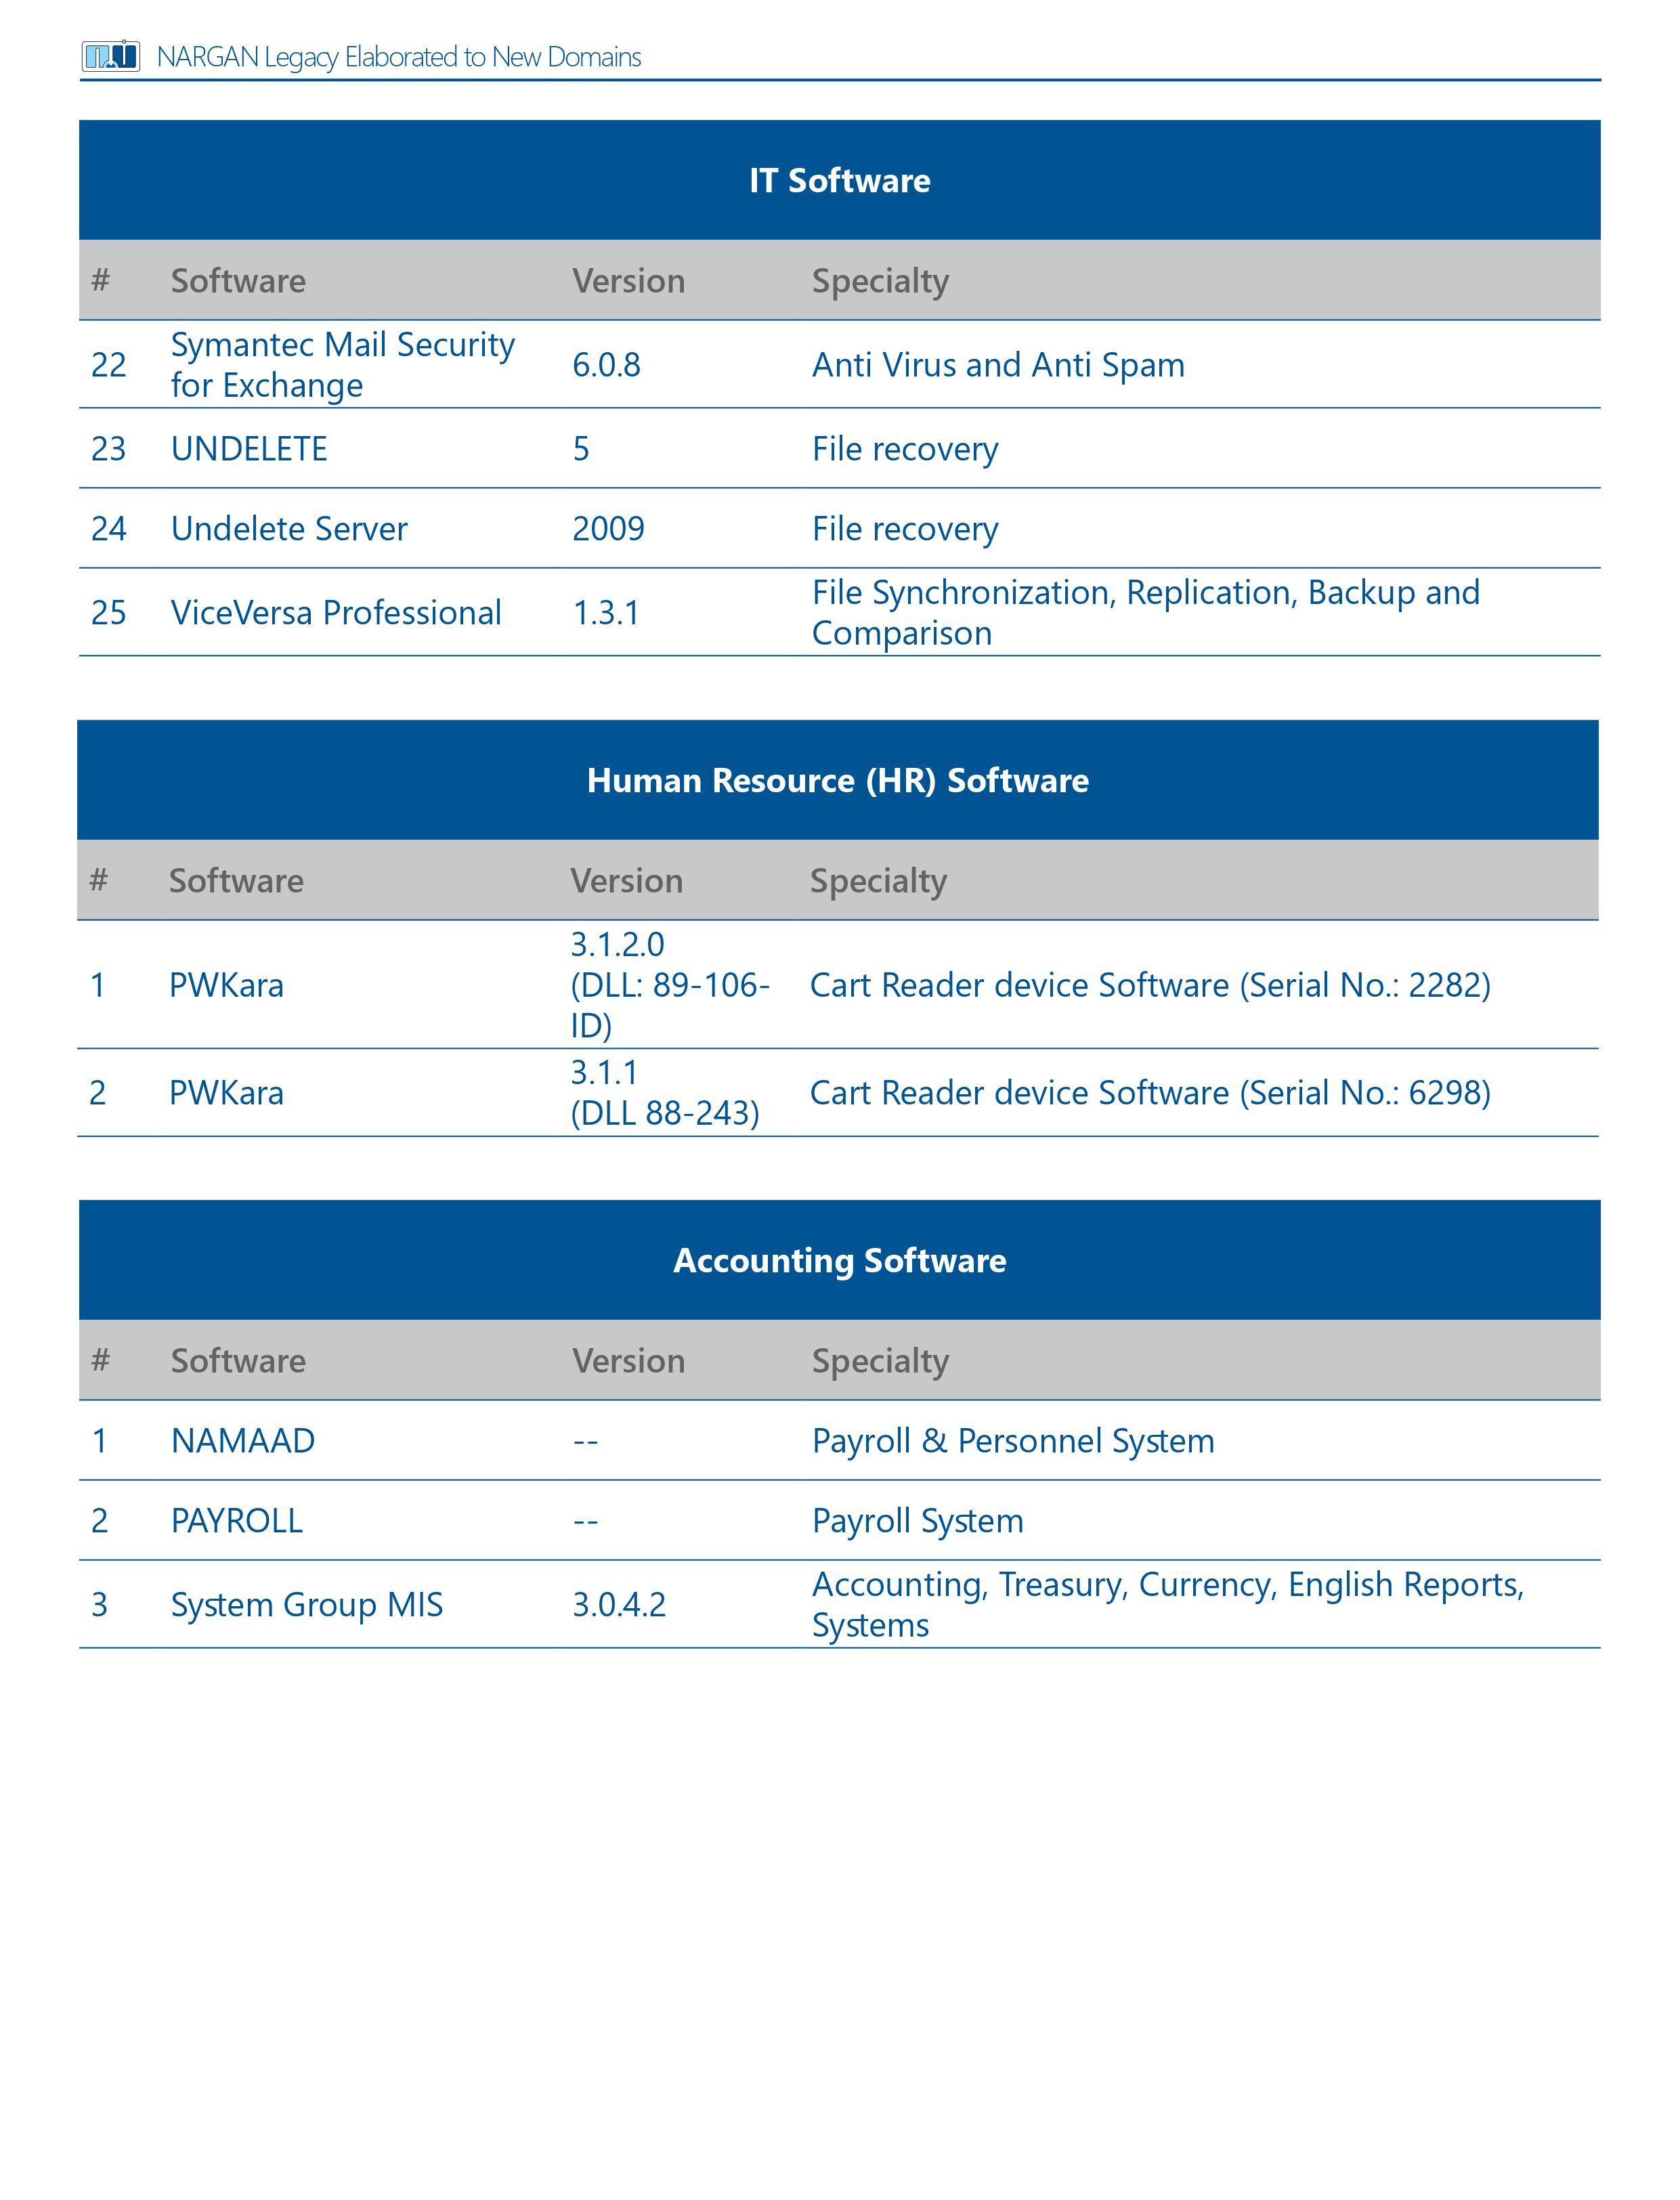 NARGAN Legacy Elaborated to New Domains
IT Software
# Software Version Specialty
22 Symantec Mail Security for Exchange 6.0.8 Anti Virus and Anti Spam
23 UNDELETE 5 File recovery
24 Undelete Server 2009 File recovery
25 ViceVersa Professional 1.3.1 File Synchronization, Replication, Backup and Comparison
Human Resource (HR) Software
# Software Version Specialty
1 PWKara 3.1.2.0 (DLL: 89-106-ID) Cart Reader device Software (Serial No.: 2282)
2 PWKara 3.1.1 (DLL 88-243) Cart Reader device Software (Serial No.: 6298)
Accounting Software
# Software Version Specialty
1 NAMAAD -- Payroll & Personnel System
2 PAYROLL -- Payroll System
3 System Group MIS 3.0.4.2 Accounting, Treasury, Currency, English Reports, Systems